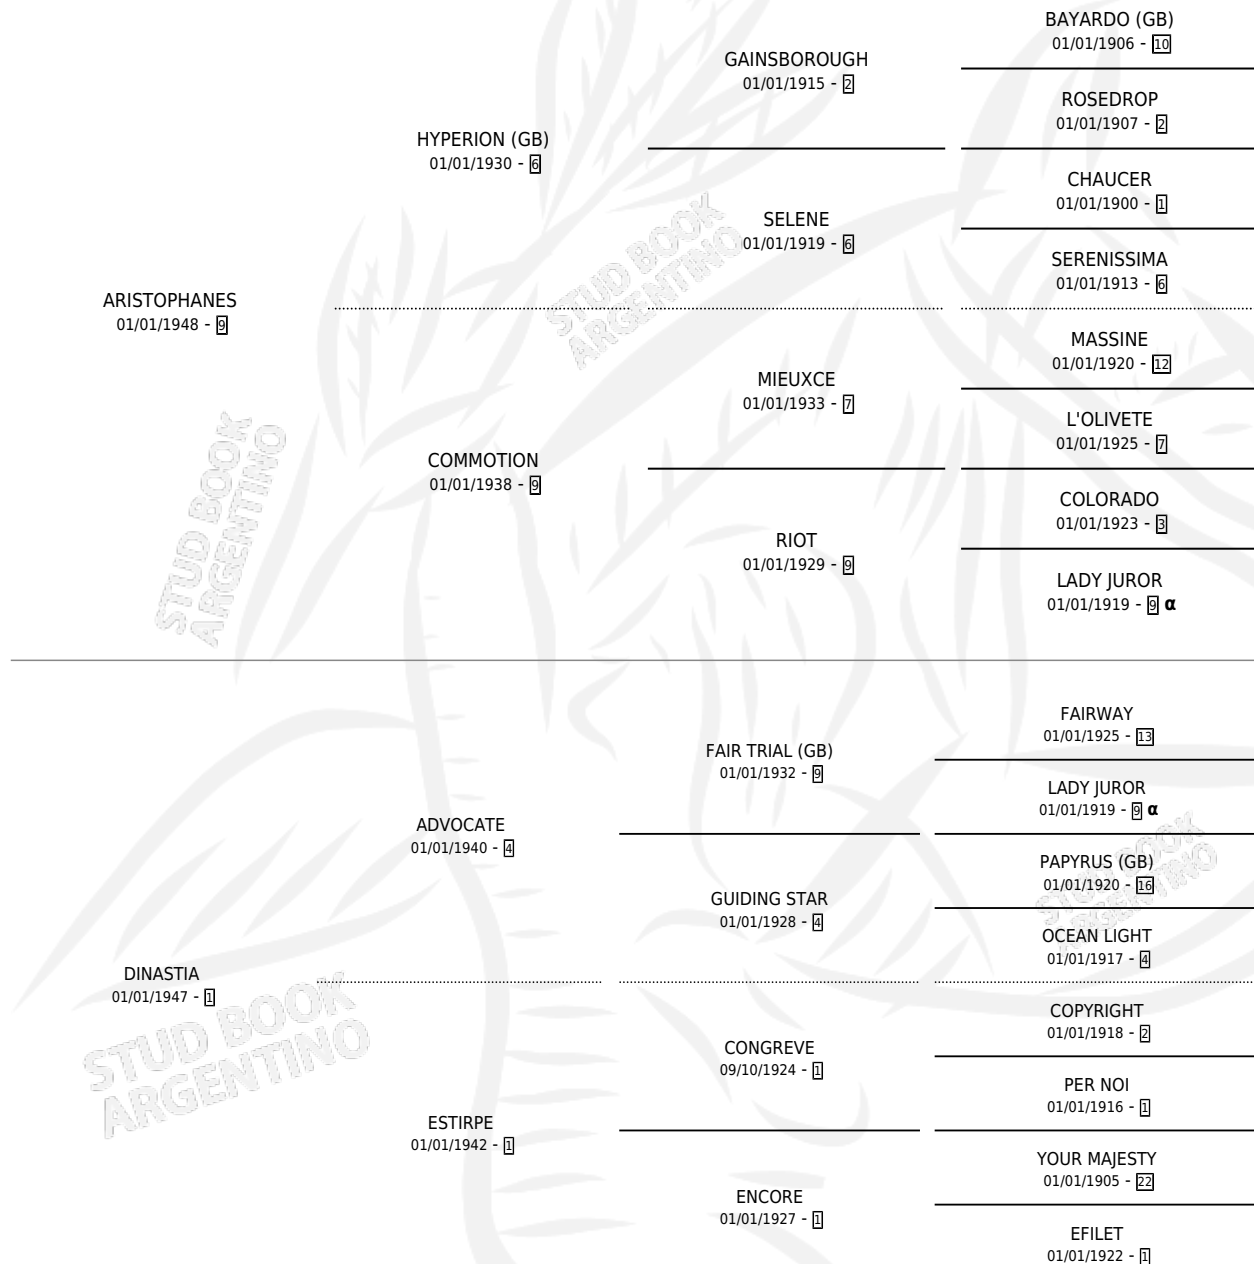 BAYARDO (GB)
01/01/1906 - 10
GAINSBOROUGH
01/01/1915 - 2
ROSEDROP
01/01/1907 - 2
HYPERION (GB)
01/01/1930 - 6
CHAUCER
01/01/1900 - 1
SELENE
01/01/1919 - 6
SERENISSIMA
01/01/1913 - 6
STUD BOOK
ARGENTINO
ARISTOPHANES
01/01/1948 - 9
MASSINE
01/01/1920 - 12
MIEUXCE
01/01/1933 - 7
L'OLIVETE
01/01/1925 - 7
COMMOTION
01/01/1938 - 9
COLORADO
01/01/1923 - 3
RIOT
01/01/1929 - 9
LADY JUROR
01/01/1919 - 9 α
STUD BOOK
ARGENTINO
FAIRWAY
01/01/1925 - 13
FAIR TRIAL (GB)
01/01/1932 - 9
LADY JUROR
01/01/1919 - 9 α
ADVOCATE
01/01/1940 - 4
PAPYRUS (GB)
01/01/1920 - 16
STUD BOOK
ARGENTINO
GUIDING STAR
01/01/1928 - 4
OCEAN LIGHT
01/01/1917 - 4
DINASTIA
01/01/1947 - 1
COPYRIGHT
01/01/1918 - 2
STUD BOOK
ARGENTINO
CONGREVE
09/10/1924 - 1
PER NOI
01/01/1916 - 1
ESTIRPE
01/01/1942 - 1
YOUR MAJESTY
01/01/1905 - 22
ENCORE
01/01/1927 - 1
EFILET
01/01/1922 - 1